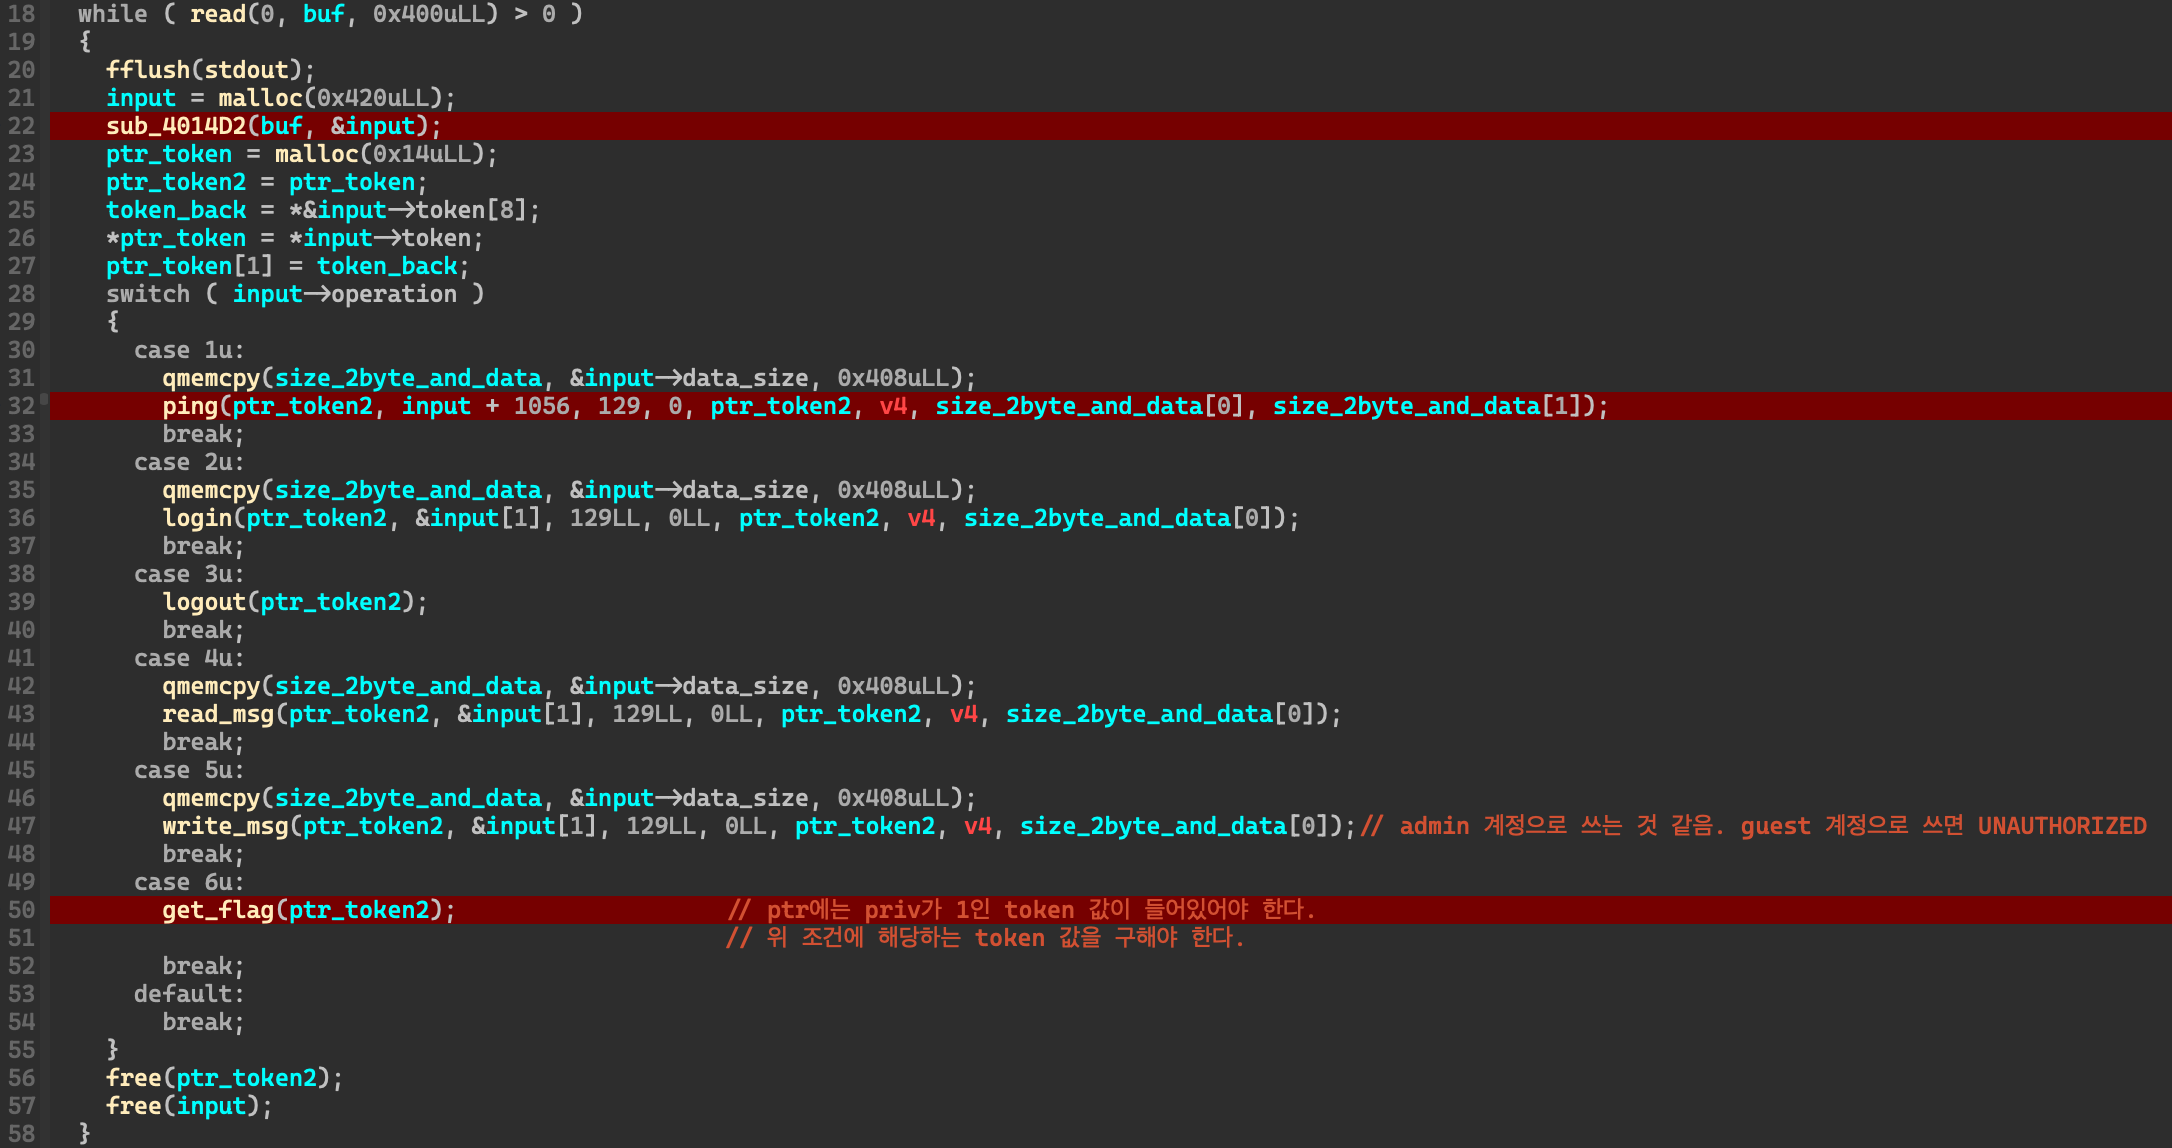 18 while ( read(0, buf, 0x400uLL) > 0 )
19 {
20 fflush(stdout);
21 input = malloc(0x420uLL);
22 sub_4014D2(buf, &input);
23 ptr_token = malloc(0x14uLL);
24 ptr_token2 = ptr_token;
25 token_back = *&input->token[8];
26 *ptr_token = *input->token;
27 ptr_token[1] = token_back;
28 switch ( input->operation )
29 {
30 case 1u:
31 qmemcpy(size_2byte_and_data, &input->data_size, 0x408uLL);
32 ping(ptr_token2, input + 1056, 129, 0, ptr_token2, v4, size_2byte_and_data[0], size_2byte_and_data[1]);
33 break;
34 case 2u:
35 qmemcpy(size_2byte_and_data, &input->data_size, 0x408uLL);
36 login(ptr_token2, &input[1], 129LL, 0LL, ptr_token2, v4, size_2byte_and_data[0]);
37 break;
38 case 3u:
39 logout(ptr_token2);
40 break;
41 case 4u:
42 qmemcpy(size_2byte_and_data, &input->data_size, 0x408uLL);
43 read_msg(ptr_token2, &input[1], 129LL, 0LL, ptr_token2, v4, size_2byte_and_data[0]);
44 break;
45 case 5u:
46 qmemcpy(size_2byte_and_data, &input->data_size, 0x408uLL);
47 write_msg(ptr_token2, &input[1], 129LL, 0LL, ptr_token2, v4, size_2byte_and_data[0]);// admin 계정으로 쓰는 것 같음. guest 계정으로 쓰면 UNAUTHORIZED
48 break;
49 case 6u:
50 get_flag(ptr_token2); // ptr에는 priv가 1인 token 값이 들어있어야 한다.
51 // 위 조건에 해당하는 token 값을 구해야 한다.
52 break;
53 default:
54 break;
55 }
56 free(ptr_token2);
57 free(input);
58 }